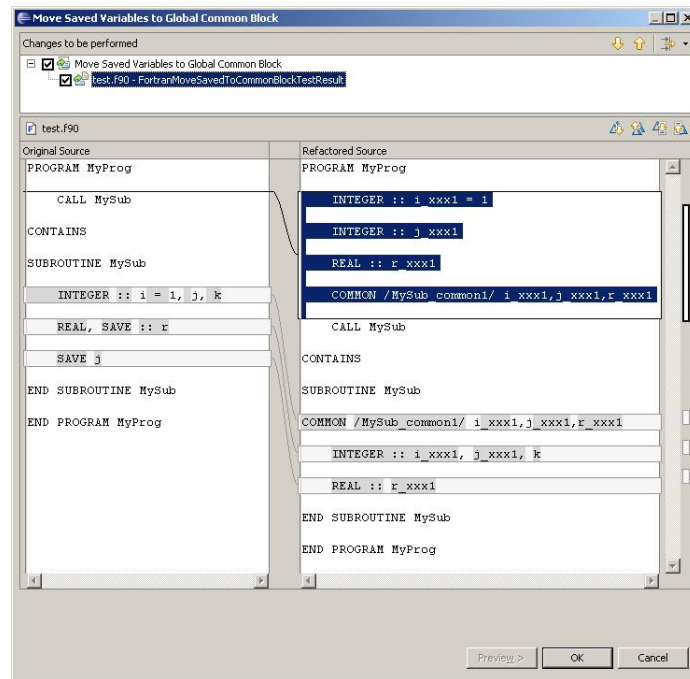 Move Saved Variables to Global Common Block
Changes to be performed
Move Saved Variables to Global Common Block
test.f90 - FortranMoveSavedToCommonBlockTestResult
test.f90
Original Source
PROGRAM MyProg
CALL MySub
CONTAINS
SUBROUTINE MySub
INTEGER :: i = 1, j, k
REAL, SAVE :: r
SAVE j
END SUBROUTINE MySub
END PROGRAM MyProg
Refactored Source
PROGRAM MyProg
INTEGER :: i_xxx1 = 1
INTEGER :: j_xxx1
REAL :: r_xxx1
COMMON /MySub_common1/ i_xxx1,j_xxx1,r_xxx1
CALL MySub
CONTAINS
SUBROUTINE MySub
COMMON /MySub_common1/ i_xxx1,j_xxx1,r_xxx1
INTEGER :: i_xxx1, j_xxx1, k
REAL :: r_xxx1
END SUBROUTINE MySub
END PROGRAM MyProg
Preview >
OK
Cancel